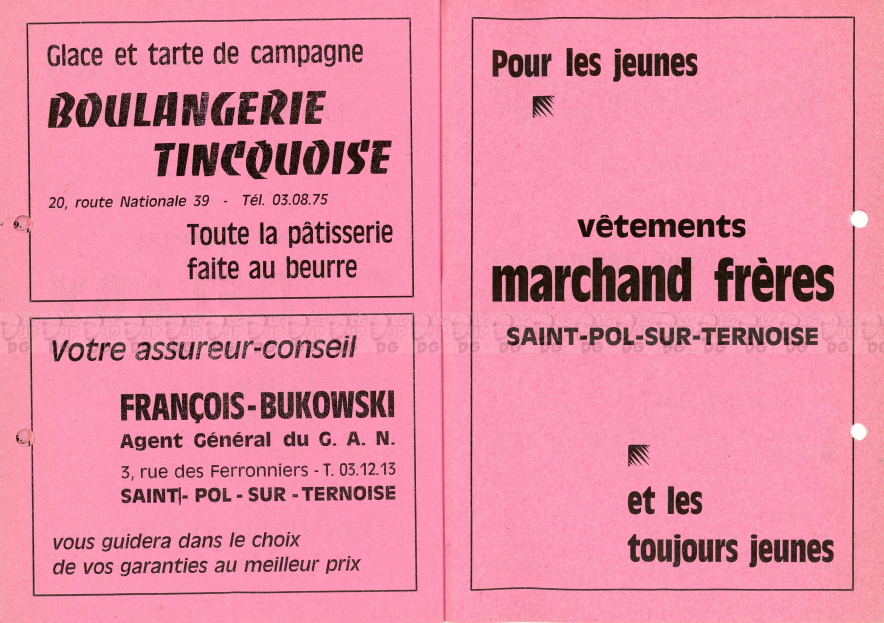 Glace et tarte de campagne
BOULANGERIE
TINCQUOISE
20, route Nationale 39 - Tél. 03.08.75
Toute la pâtisserie
faite au beurre
Votre assureur-conseil
FRANÇOIS-BUKOWSKI
Agent Général du G. A. N.
3, rue des Ferronniers - T. 03.12.13
SAINT - POL - SUR - TERNOISE
vous guidera dans le choix
de vos garanties au meilleur prix
Pour les jeunes
vêtements
marchand frères
SAINT-POL-SUR-TERNOISE
et les
toujours jeunes